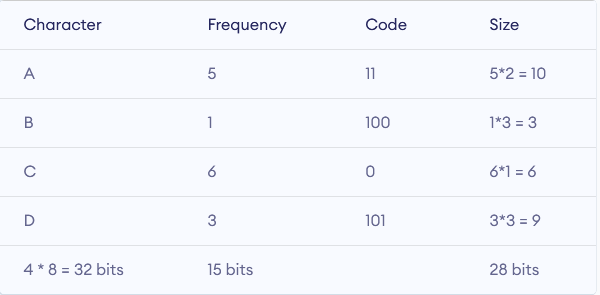 Character Frequency Code Size
A 5 11 5*2 = 10
B 1 100 1*3 = 3
C 6 0 6*1 = 6
D 3 101 3*3 = 9
4 * 8 = 32 bits 15 bits 28 bits